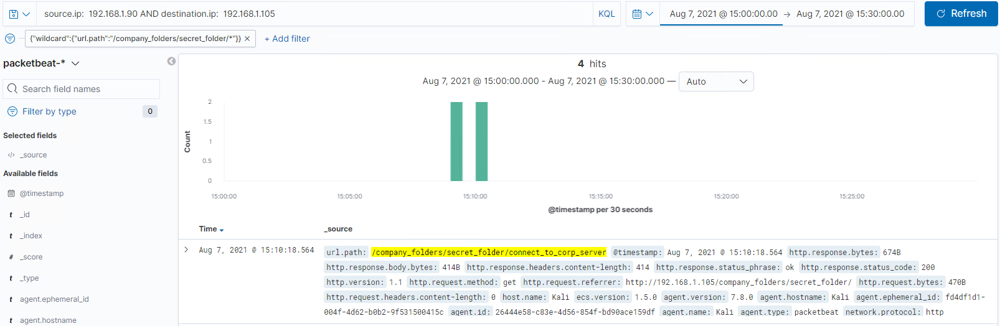 source.ip: 192.168.1.90 AND destination.ip: 192.168.1.105
KQL
Aug 7, 2021 @ 15:00:00.00 → Aug 7, 2021 @ 15:30:00.00
Refresh
{"wildcard":{"url.path":"/company_folders/secret_folder/*"}} ×
+ Add filter
packetbeat-*
Search field names
Filter by type 0
Selected fields
</> _source
Available fields
@timestamp
t _id
t _index
# _score
t _type
t agent.ephemeral_id
t agent.hostname
4 hits
Aug 7, 2021 @ 15:00:00.000 - Aug 7, 2021 @ 15:30:00.000 — Auto
Count
2
1.5
1
0.5
0
15:00:00 15:05:00 15:10:00 15:15:00 15:20:00 15:25:00
@timestamp per 30 seconds
Time _source
Aug 7, 2021 @ 15:10:18.564
url.path: /company_folders/secret_folder/connect_to_corp_server @timestamp: Aug 7, 2021 @ 15:10:18.564 http.response.bytes: 674B
http.response.body.bytes: 414B http.response.headers.content-length: 414 http.response.status_phrase: ok http.response.status_code: 200
http.version: 1.1 http.request.method: get http.request.referrer: http://192.168.1.105/company_folders/secret_folder/ http.request.bytes: 470B
http.request.headers.content-length: 0 host.name: Kali ecs.version: 1.5.0 agent.version: 7.8.0 agent.hostname: Kali agent.ephemeral_id: fd4df1d1-
004f-4d62-b0b2-9f531500415c agent.id: 26444e58-c83e-4d56-854f-bd90ace159df agent.name: Kali agent.type: packetbeat network.protocol: http